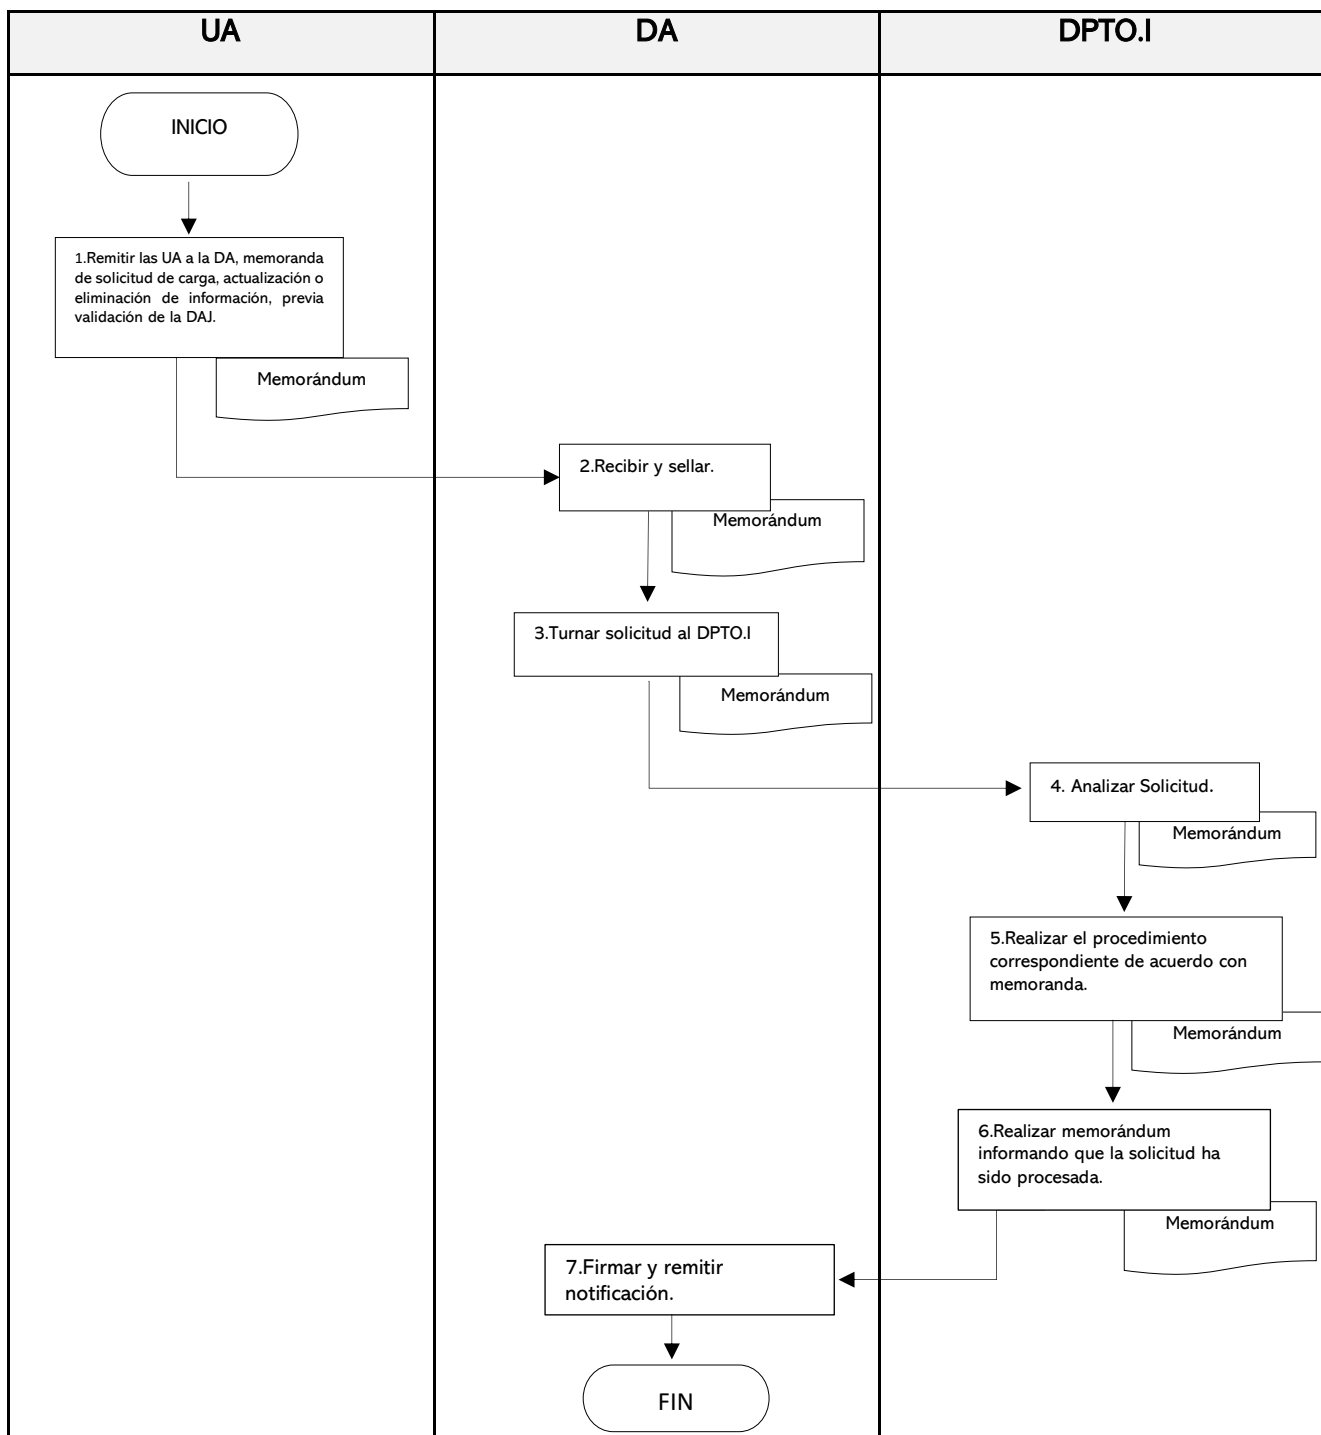 UA
DA
DPTO.I
INICIO
1.Remitir las UA a la DA, memoranda
de solicitud de carga, actualización o
eliminación de información, previa
validación de la DAJ.
Memorándum
2.Recibir y sellar.
Memorándum
3.Turnar solicitud al DPTO.I
Memorándum
4. Analizar Solicitud.
Memorándum
5.Realizar el procedimiento
correspondiente de acuerdo con
memoranda.
Memorándum
6.Realizar memorándum
informando que la solicitud ha
sido procesada.
Memorándum
7.Firmar y remitir
notificación.
FIN